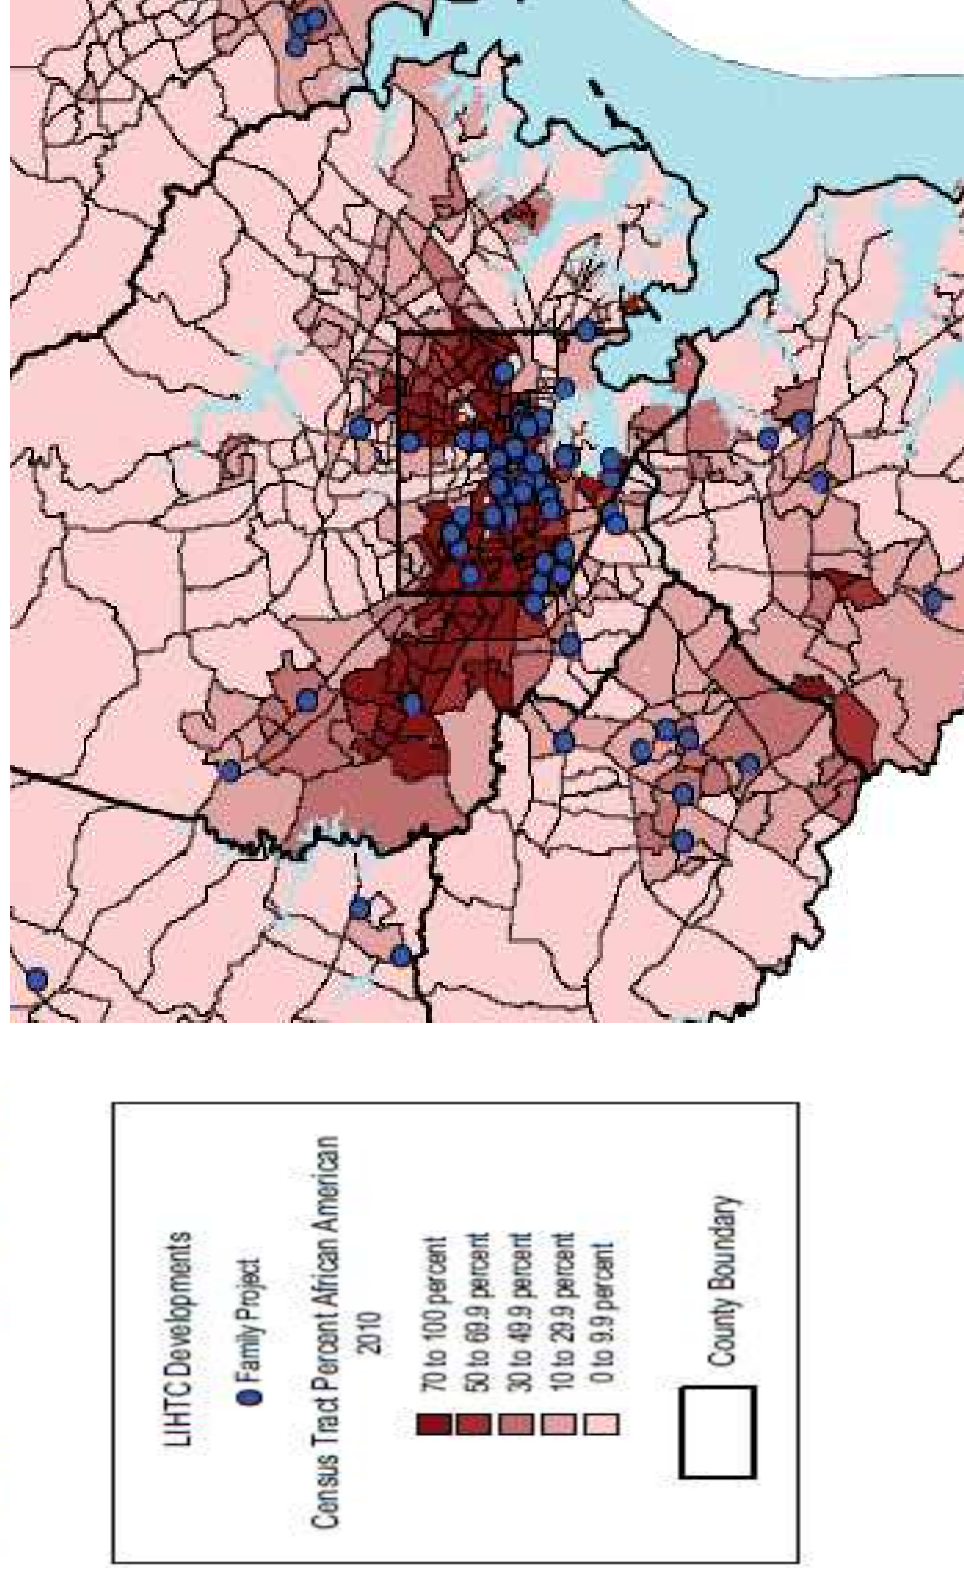 LIHTC Developments
Family Project
Census Tract Percent African American
2010
70 to 100 percent
50 to 69.9 percent
30 to 49.9 percent
10 to 29.9 percent
0 to 9.9 percent
County Boundary